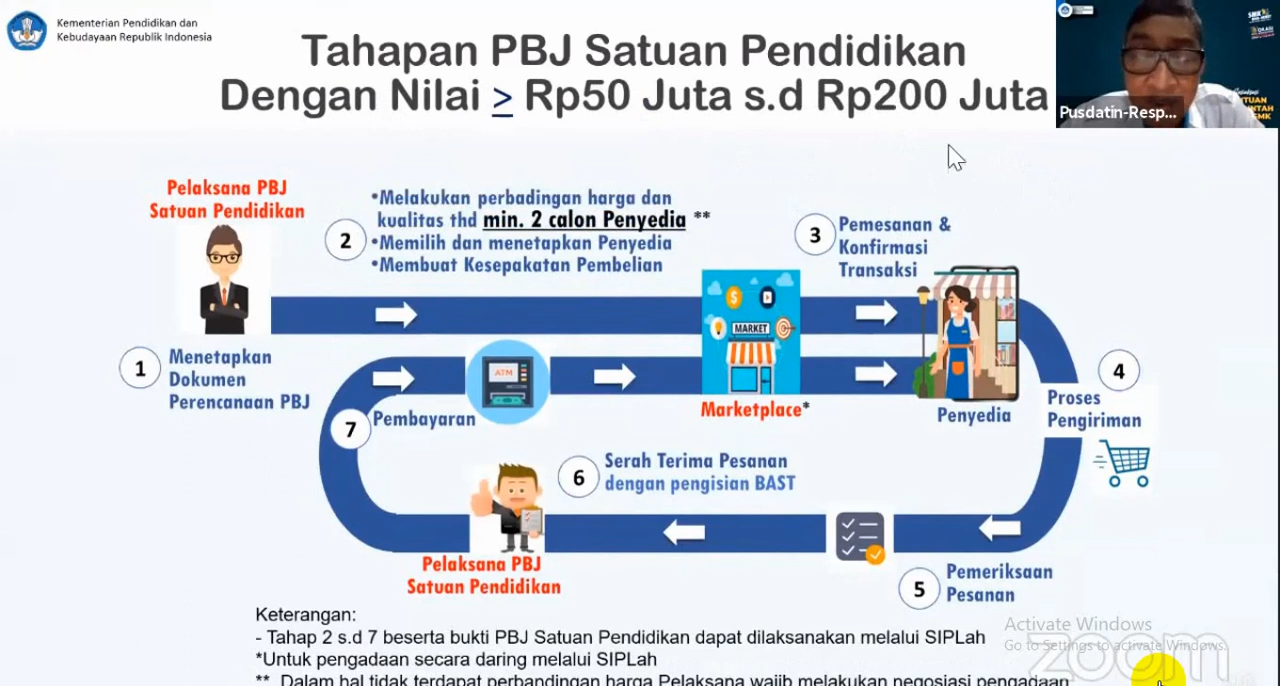 Kementerian Pendidikan dan
Kebudayaan Republik Indonesia
Tahapan PBJ Satuan Pendidikan
Dengan Nilai ≥ Rp50 Juta s.d Rp200 Juta
Pusdatin-Resp...
Pelaksana PBJ
Satuan Pendidikan
1
Menetapkan
Dokumen
Perencanaan PBJ
2
•Melakukan perbadingan harga dan
kualitas thd min. 2 calon Penyedia **
•Memilih dan menetapkan Penyedia
•Membuat Kesepakatan Pembelian
MARKET
Marketplace*
3
Pemesanan &
Konfirmasi
Transaksi
Penyedia
4
Proses
Pengiriman
5
Pemeriksaan
Pesanan
6
Serah Terima Pesanan
dengan pengisian BAST
Pelaksana PBJ
Satuan Pendidikan
7
Pembayaran
ATM
Keterangan:
- Tahap 2 s.d 7 beserta bukti PBJ Satuan Pendidikan dapat dilaksanakan melalui SIPLah
*Untuk pengadaan secara daring melalui SIPLah
** Dalam hal tidak terdapat perbandingan harga Pelaksana wajib melakukan negosiasi pengadaan
Activate Windows
Go to Settings to activate Windows.
zoom